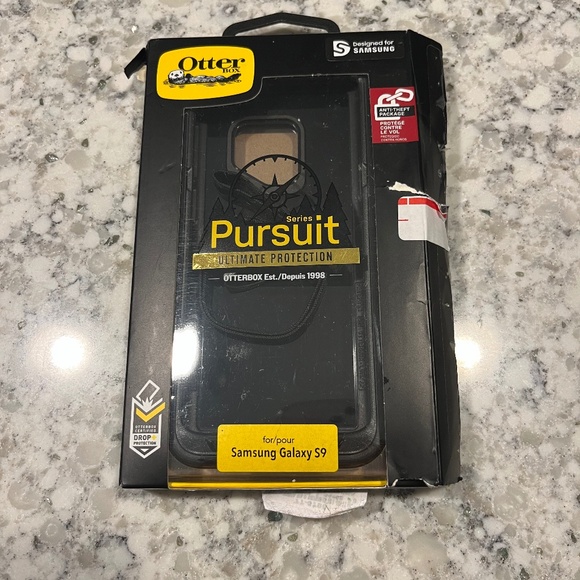 Otter
BOX
Designed for
SAMSUNG
ANTI-THEFT
PACKAGE
PROTÉGÉ
CONTRE
LE VOL
Series
Pursuit
ULTIMATE PROTECTION
OTTERBOX Est./Depuis 1998
OTTERBOX
CERTIFIED
DROP+
PROTECTION
for/pour
Samsung Galaxy S9